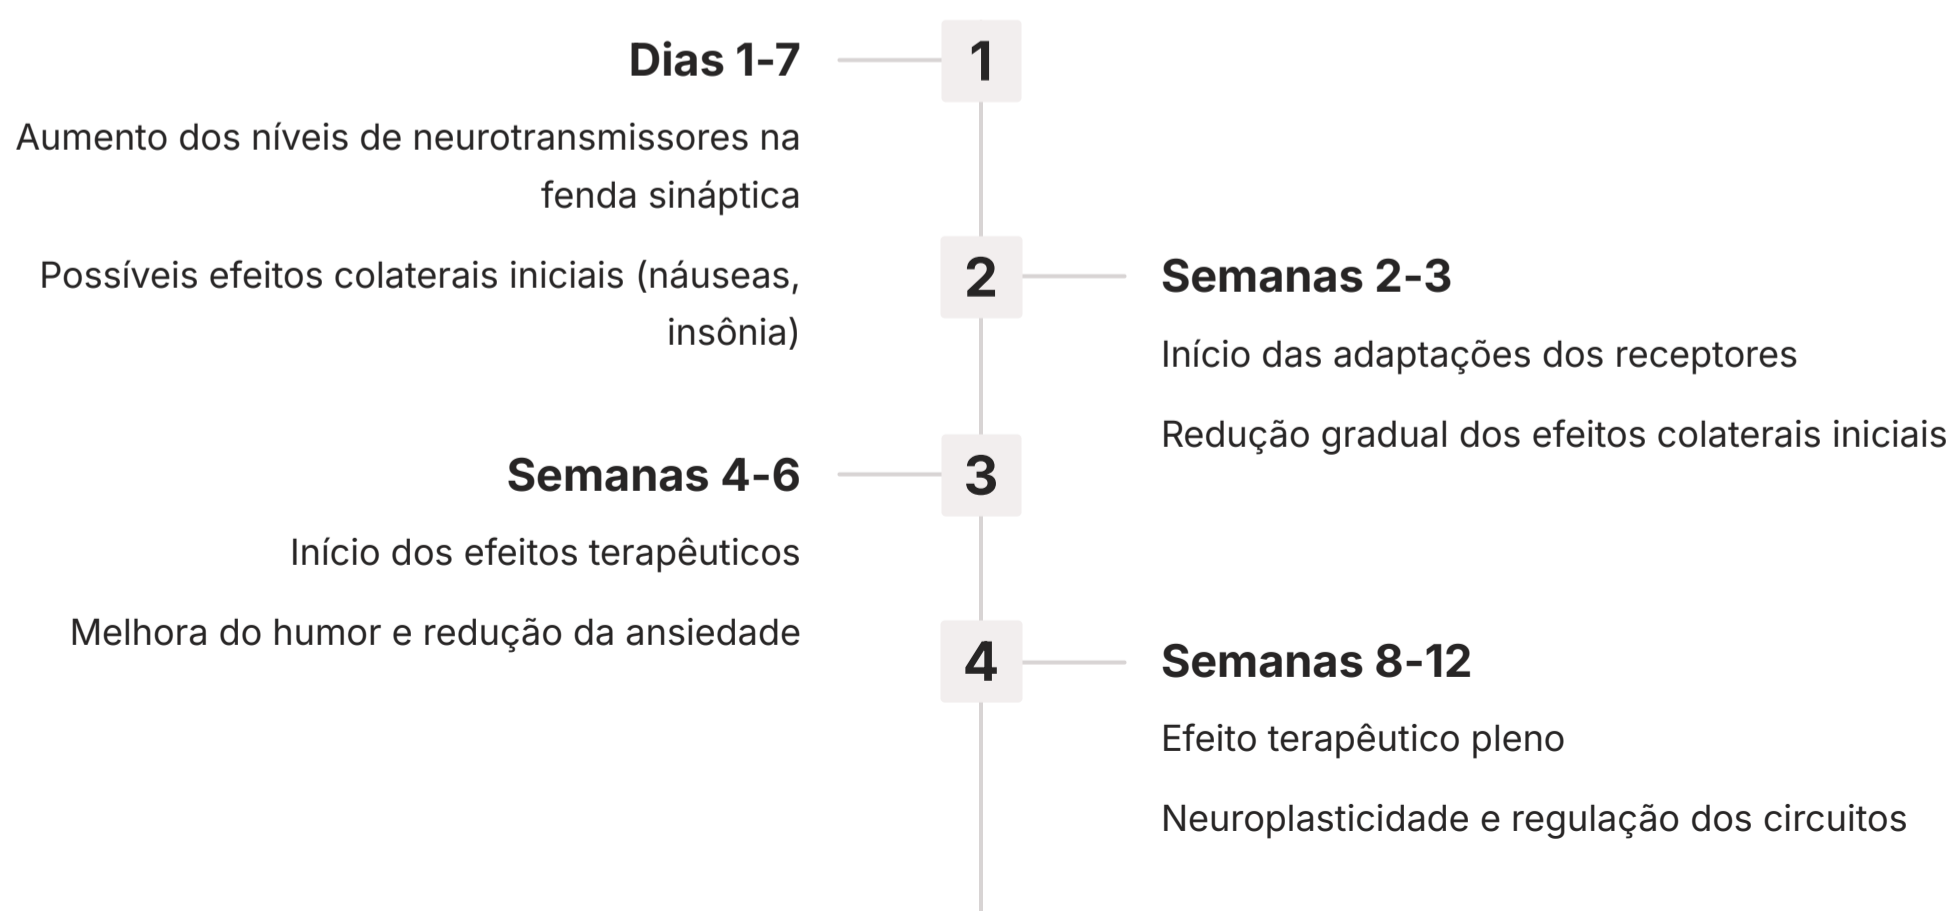 1
Dias 1-7
Aumento dos níveis de neurotransmissores na
fenda sináptica
Possíveis efeitos colaterais iniciais (náuseas,
insônia)
2
Semanas 2-3
Início das adaptações dos receptores
Redução gradual dos efeitos colaterais iniciais
3
Semanas 4-6
Início dos efeitos terapêuticos
Melhora do humor e redução da ansiedade
4
Semanas 8-12
Efeito terapêutico pleno
Neuroplasticidade e regulação dos circuitos